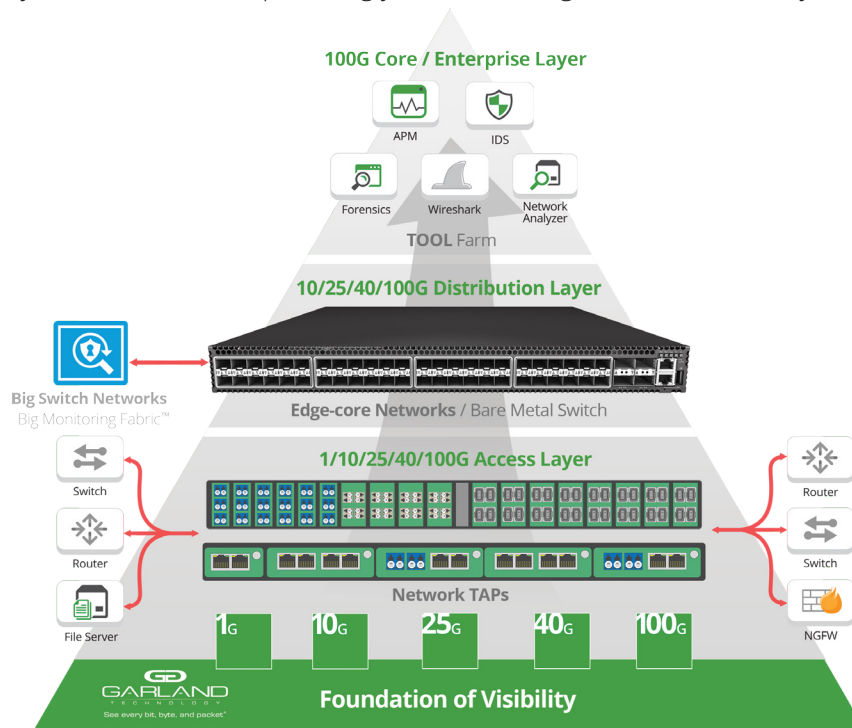 100G Core / Enterprise Layer
APM
IDS
Forensics
Wireshark
Network
Analyzer
TOOL Farm
10/25/40/100G Distribution Layer
Big Switch Networks
Big Monitoring Fabric™
Edge-core Networks / Bare Metal Switch
1/10/25/40/100G Access Layer
Switch
Router
File Server
Router
Switch
NGFW
Network TAPs
1G
10G
25G
40G
100G
GARLAND
TECHNOLOGY
See every bit, byte, and packet®
Foundation of Visibility